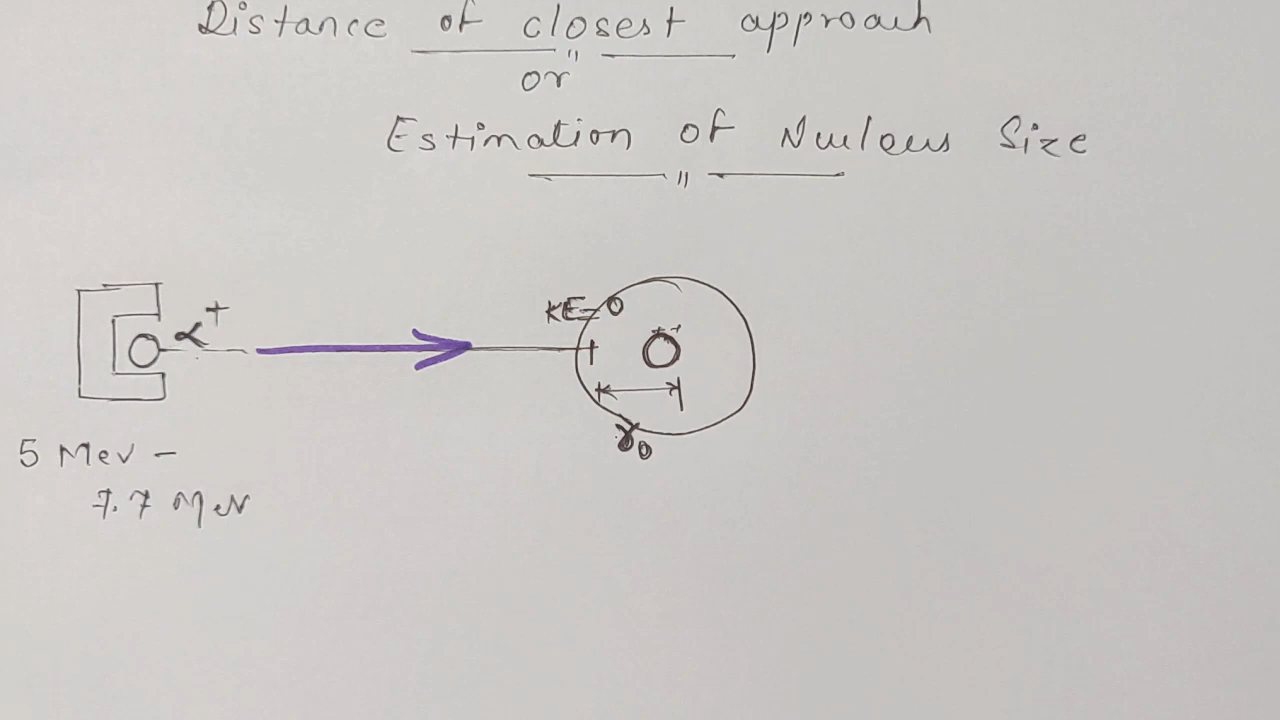 Distance of closest approach
or
Estimation of Nucleus Size
α+
KE=0
++
r0
5 Mev -
7.7 Mev